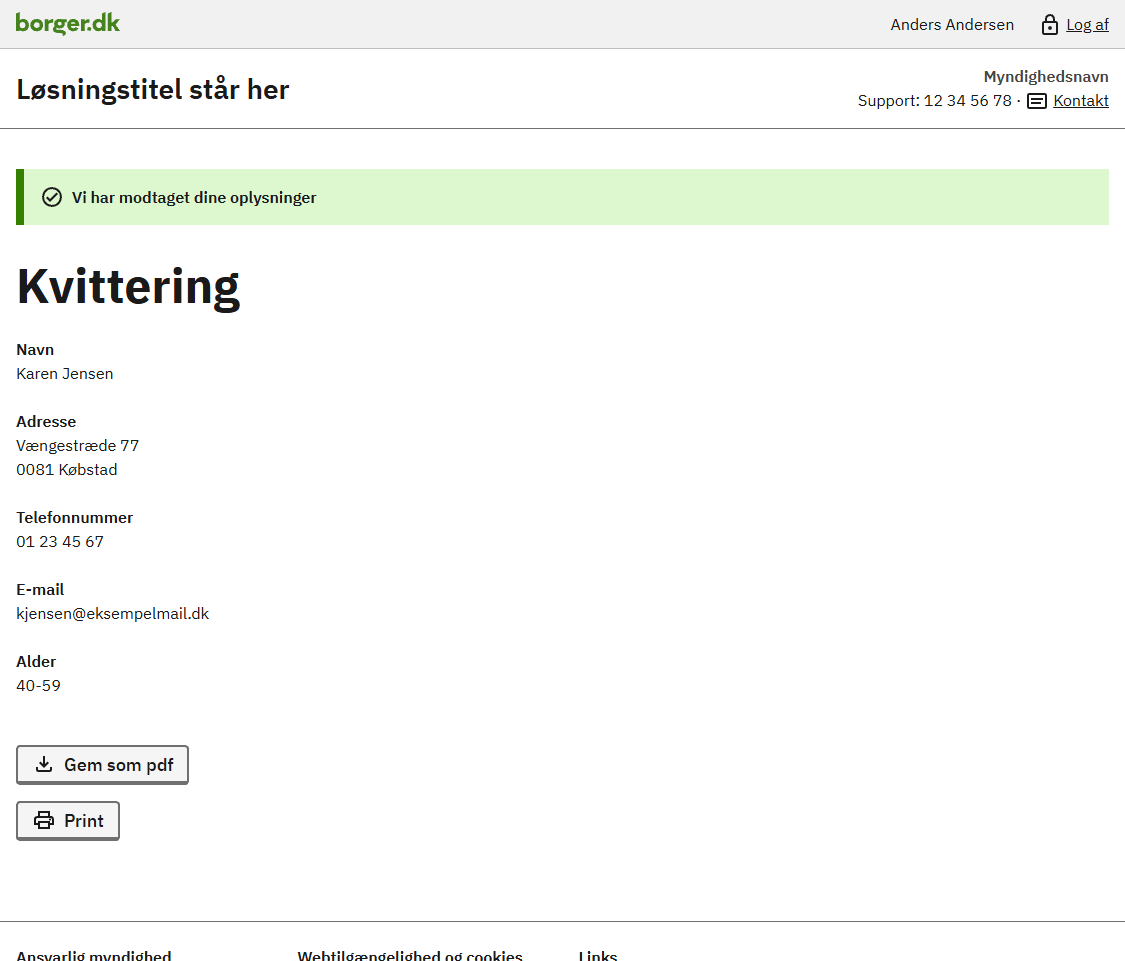 borger.dk
Anders Andersen Log af
Løsningstitel står her
Myndighedsnavn
Support: 12 34 56 78 · Kontakt
Vi har modtaget dine oplysninger
Kvittering
Navn
Karen Jensen
Adresse
Vængestræde 77
0081 Købstad
Telefonnummer
01 23 45 67
E-mail
kjensen@eksempelmail.dk
Alder
40-59
Gem som pdf
Print
Ansvarlig myndighed Webtilgængelighed og cookies Links